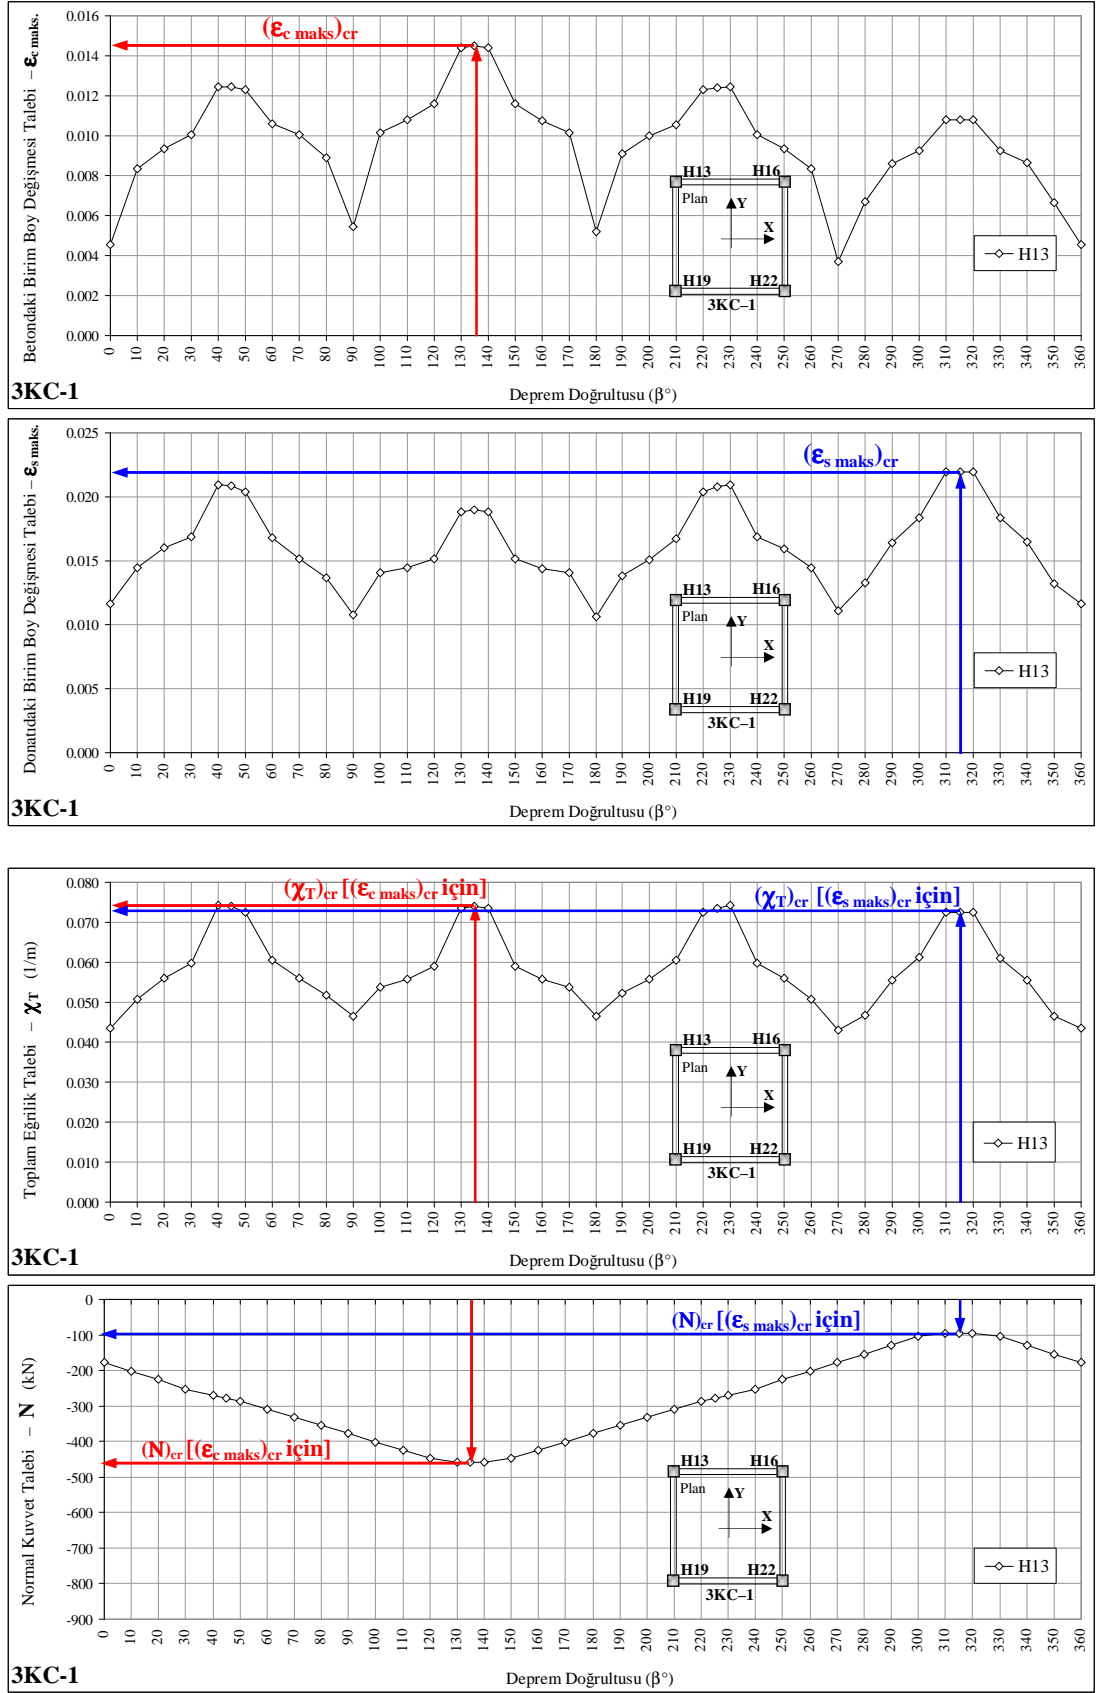 Betondaki Birim Boy Değişmesi Talebi – εc maks.
0.016
0.014
0.012
0.010
0.008
0.006
0.004
0.002
0.000
(εc maks)cr
H13 H16
Plan
Y
X
H19 H22
3KC–1
H13
0 10 20 30 40 50 60 70 80 90 100 110 120 130 140 150 160 170 180 190 200 210 220 230 240 250 260 270 280 290 300 310 320 330 340 350 360
3KC-1
Deprem Doğrultusu (β°)
Donatıdaki Birim Boy Değişmesi Talebi – εs maks.
0.025
0.020
0.015
0.010
0.005
0.000
(εs maks)cr
H13 H16
Plan
Y
X
H19 H22
3KC–1
H13
0 10 20 30 40 50 60 70 80 90 100 110 120 130 140 150 160 170 180 190 200 210 220 230 240 250 260 270 280 290 300 310 320 330 340 350 360
3KC-1
Deprem Doğrultusu (β°)
Toplam Eğrilik Talebi – χT (1/m)
0.080
0.070
0.060
0.050
0.040
0.030
0.020
0.010
0.000
(χT)cr [(εc maks)cr için]
(χT)cr [(εs maks)cr için]
H13 H16
Plan
Y
X
H19 H22
3KC–1
H13
0 10 20 30 40 50 60 70 80 90 100 110 120 130 140 150 160 170 180 190 200 210 220 230 240 250 260 270 280 290 300 310 320 330 340 350 360
3KC-1
Deprem Doğrultusu (β°)
Normal Kuvvet Talebi – N (kN)
0
-100
-200
-300
-400
-500
-600
-700
-800
-900
(N)cr [(εs maks)cr için]
(N)cr [(εc maks)cr için]
H13 H16
Plan
Y
X
H19 H22
3KC–1
H13
0 10 20 30 40 50 60 70 80 90 100 110 120 130 140 150 160 170 180 190 200 210 220 230 240 250 260 270 280 290 300 310 320 330 340 350 360
3KC-1
Deprem Doğrultusu (β°)